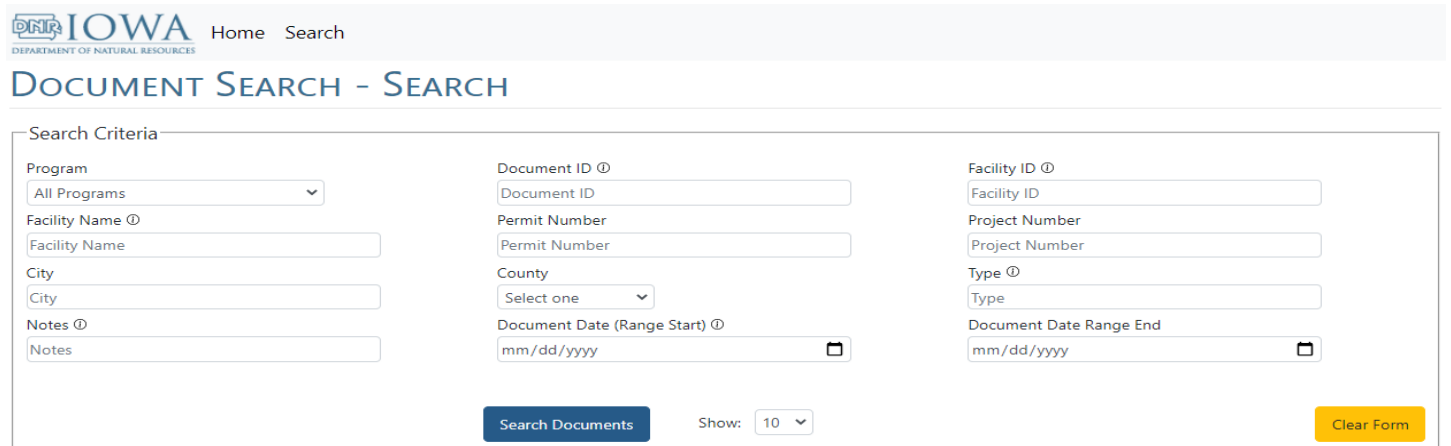 DNR IOWA Home Search
DEPARTMENT OF NATURAL RESOURCES
DOCUMENT SEARCH - SEARCH
Search Criteria
Program Document ID Facility ID
All Programs Document ID Facility ID
Facility Name Permit Number Project Number
Facility Name Permit Number Project Number
City County Type
City Select one Type
Notes Document Date (Range Start) Document Date Range End
Notes mm/dd/yyyy mm/dd/yyyy
Search Documents Show: 10 Clear Form